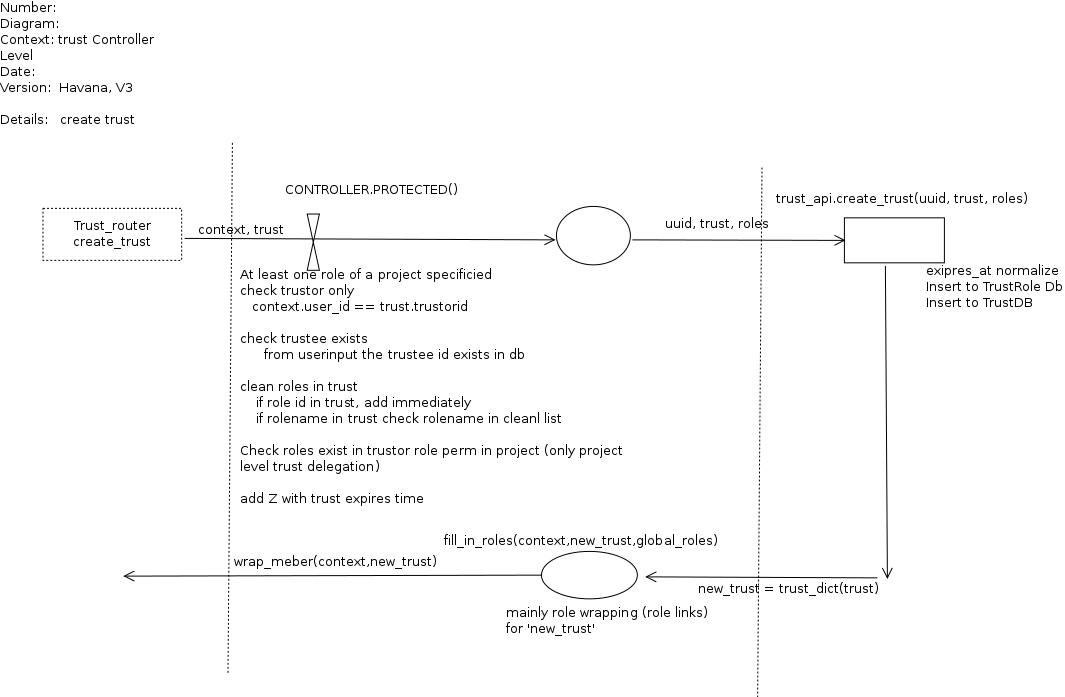 Number:
Diagram:
Context: trust Controller
Level
Date:
Version:  Havana, V3
Details:   create trust
CONTROLLER.PROTECTED()
trust_api.create_trust(uuid, trust, roles)
Trust_router
create_trust
context, trust
uuid, trust, roles
At least one role of a project specificied
check trustor only
context.user_id == trust.trustorid
check trustee exists
from userinput the trustee id exists in db
clean roles in trust
if role id in trust, add immediately
if rolename in trust check rolename in cleanl list
Check roles exist in trustor role perm in project (only project
level trust delegation)
add Z with trust expires time
exipres_at normalize
Insert to TrustRole Db
Insert to TrustDB
fill_in_roles(context,new_trust,global_roles)
wrap_meber(context,new_trust)
new_trust = trust_dict(trust)
mainly role wrapping (role links)
for 'new_trust'